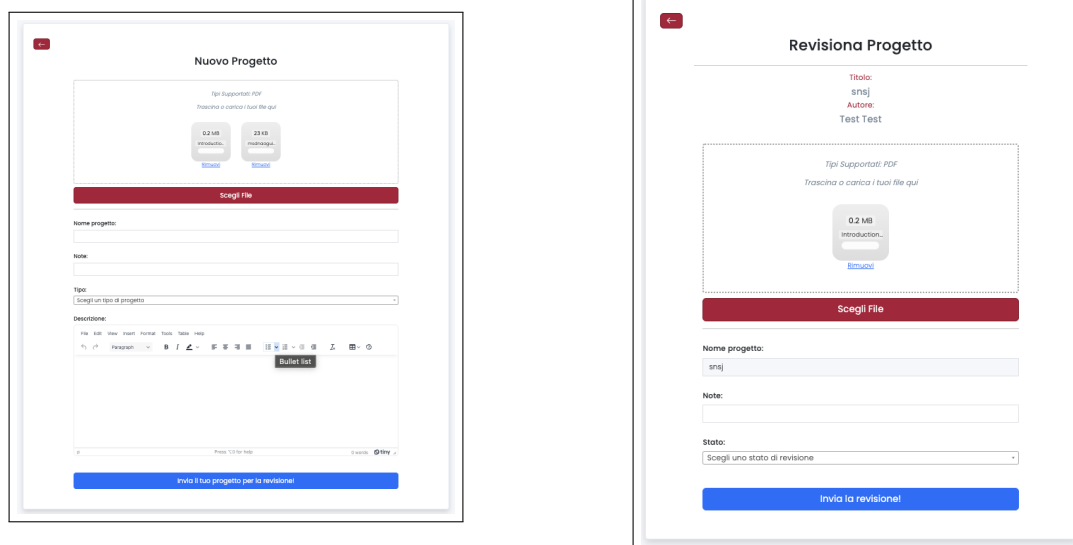 Nuovo Progetto
Tipi Supportati: PDF
Trascina o carica i tuoi file qui
0.2 MB
23 KB
Introductio...
Rimuovi
Rimuovi
Scegli File
Nome progetto:
Note:
Tipo:
Scegli un tipo di progetto
Descrizione:
File Edit View Insert Format Tools Table Help
Paragraph
B I
Bullet list
p
Press ⌥0 for help
0 words
tiny
Invia il tuo progetto per la revisione!
Revisiona Progetto
Titolo:
snsj
Autore:
Test Test
Tipi Supportati: PDF
Trascina o carica i tuoi file qui
0.2 MB
Introduction...
Rimuovi
Scegli File
Nome progetto:
snsj
Note:
Stato:
Scegli uno stato di revisione
Invia la revisione!